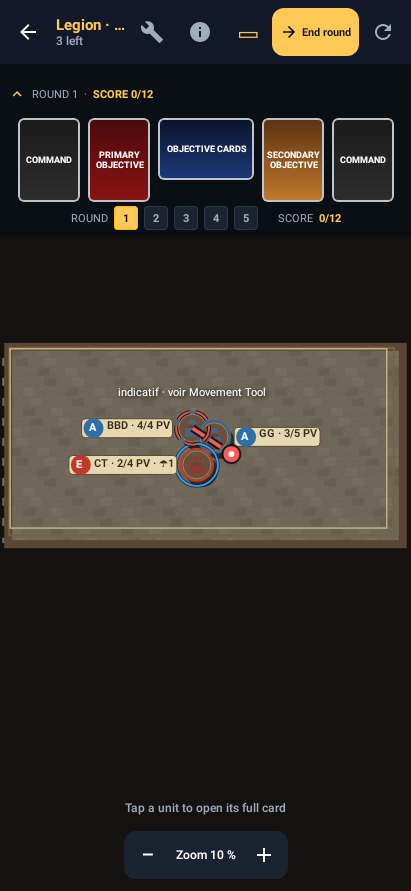 Legion · …
3 left
End round
ROUND 1 · SCORE 0/12
COMMAND
PRIMARY
OBJECTIVE
OBJECTIVE CARDS
SECONDARY
OBJECTIVE
COMMAND
ROUND 1 2 3 4 5 SCORE 0/12
indicatif · voir Movement Tool
A BBD · 4/4 PV
A GG · 3/5 PV
E CT · 2/4 PV · ☂1
Tap a unit to open its full card
− Zoom 10 % +